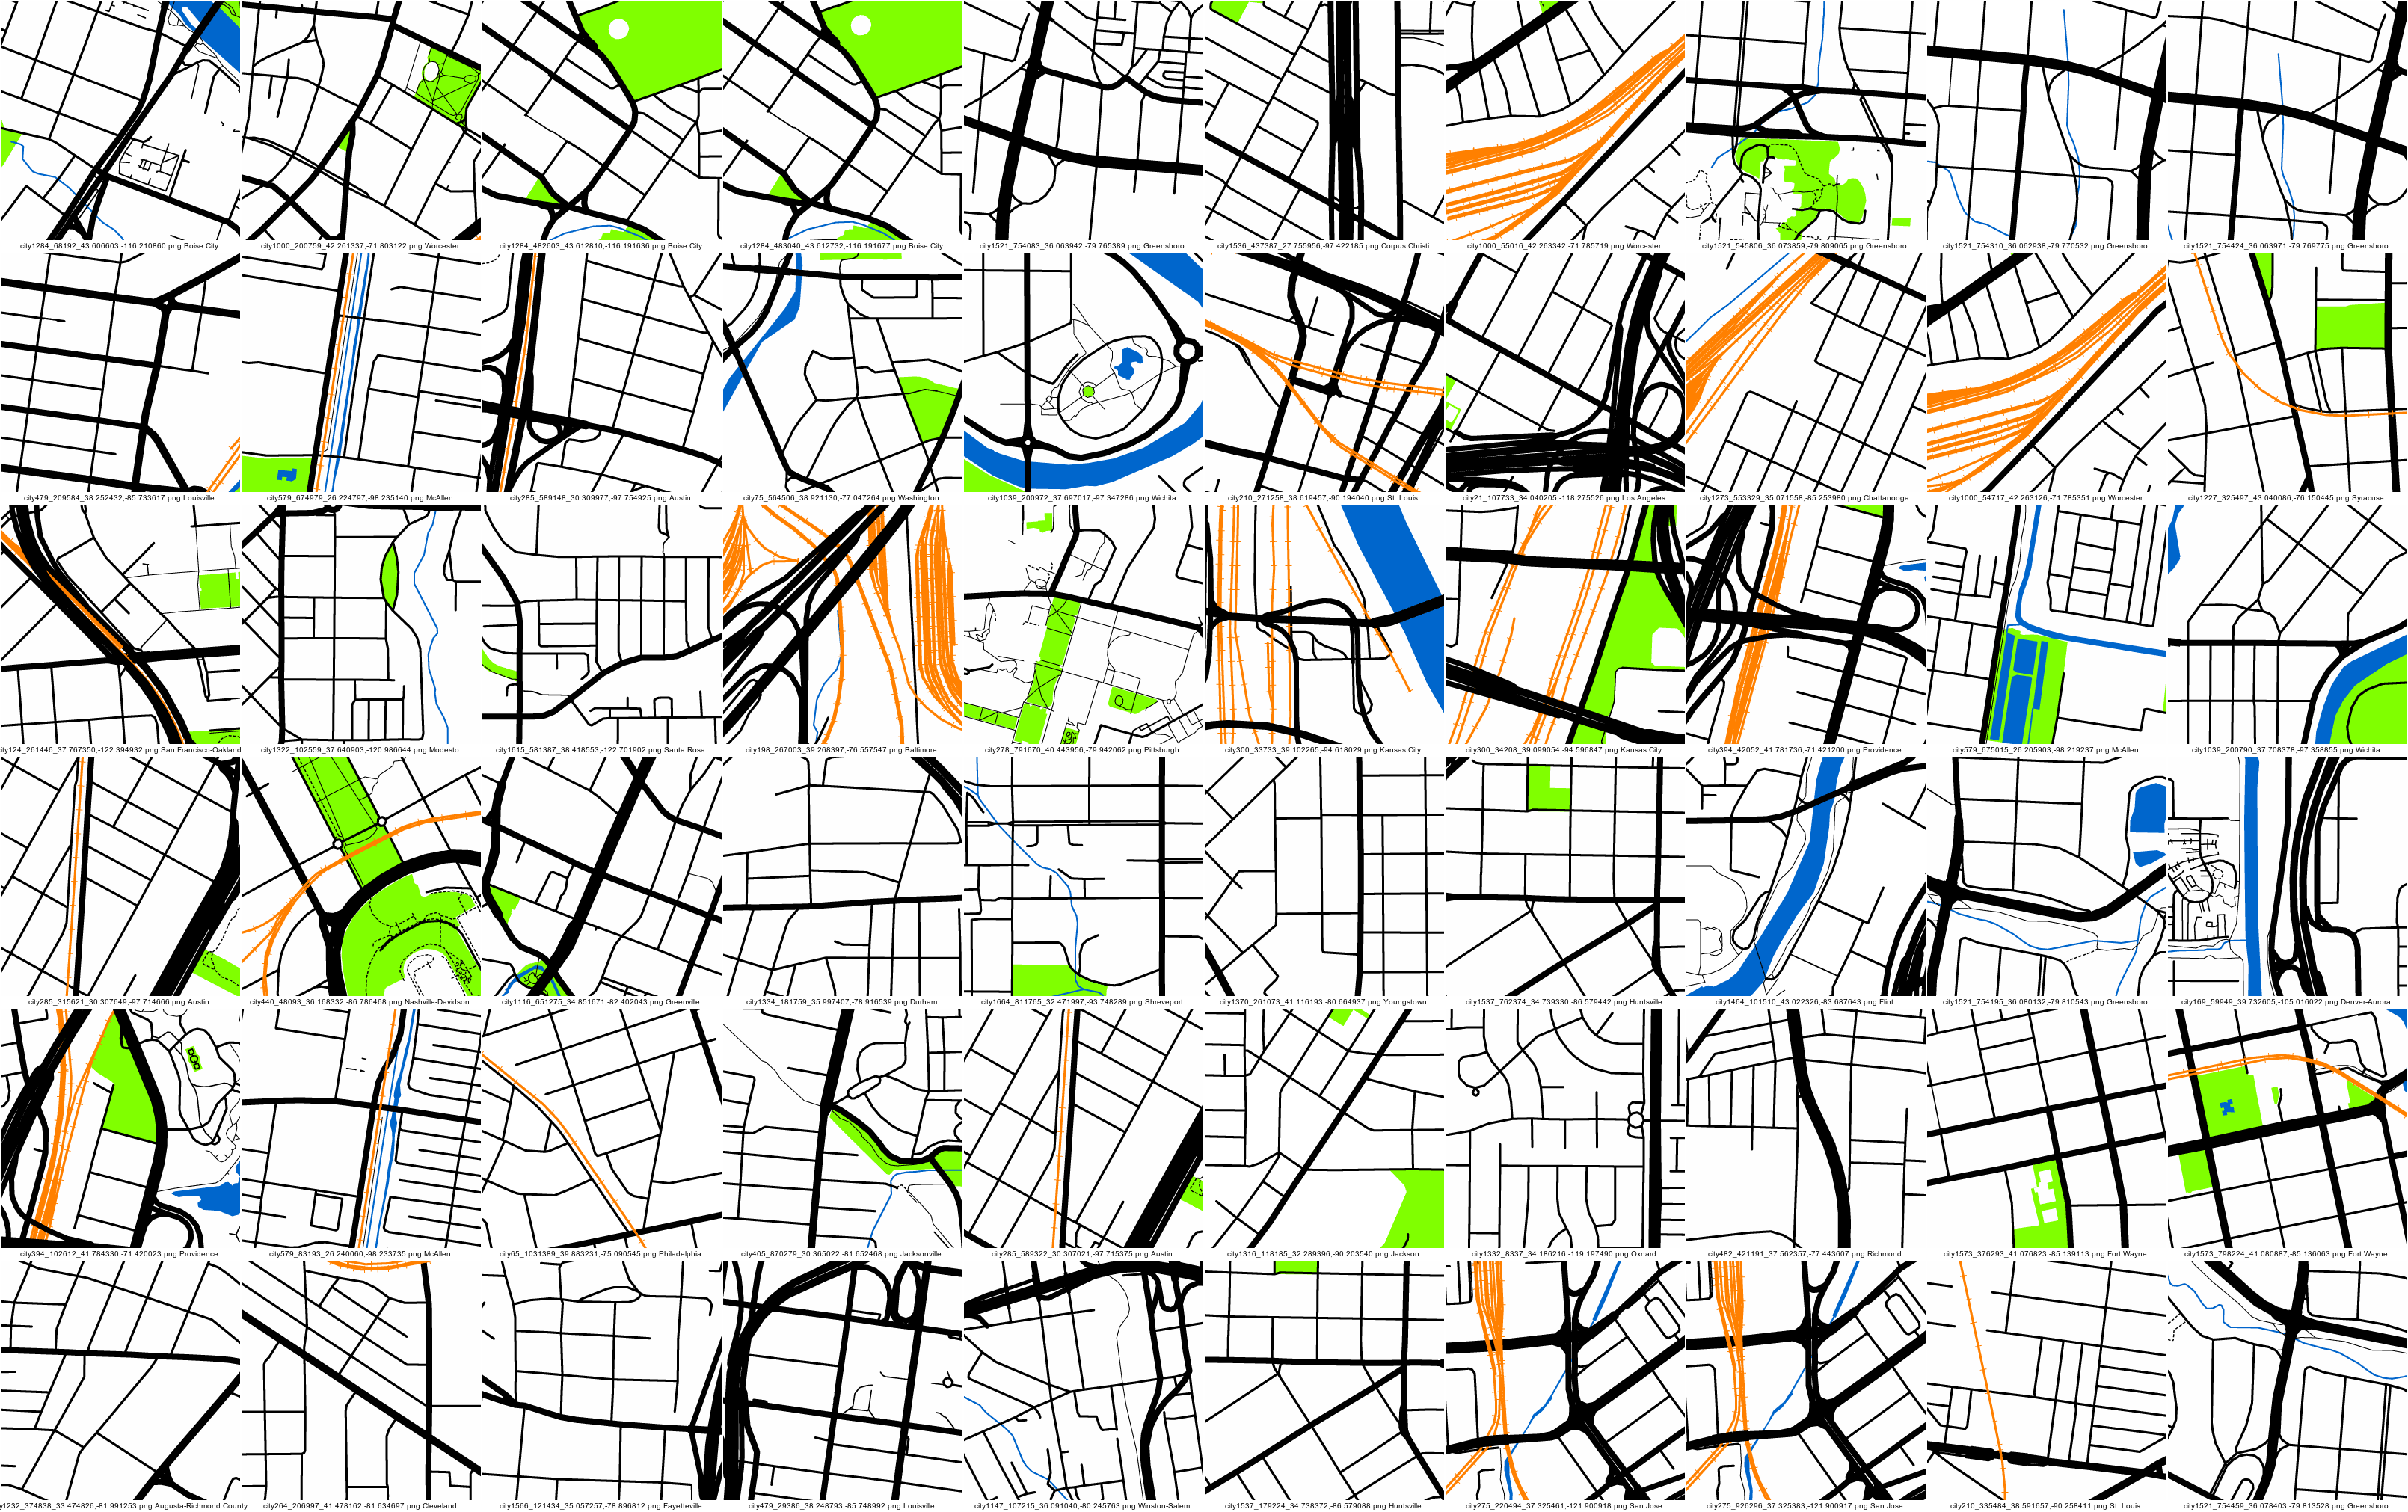 city1284_68192_43.606603,-116.210860.png Boise City
city1000_200759_42.261337,-71.803122.png Worcester
city1284_482603_43.612810,-116.191636.png Boise City
city1284_483040_43.612732,-116.191677.png Boise City
city1521_754083_36.063942,-79.765389.png Greensboro
city1536_437387_27.755956,-97.422185.png Corpus Christi
city1000_55016_42.263342,-71.785719.png Worcester
city1521_545806_36.073859,-79.809065.png Greensboro
city1521_754310_36.062938,-79.770532.png Greensboro
city1521_754424_36.063971,-79.769775.png Greensboro
city479_209584_38.252432,-85.733617.png Louisville
city579_674979_26.224797,-98.235140.png McAllen
city285_589148_30.309977,-97.754925.png Austin
city75_564506_38.921130,-77.047264.png Washington
city1039_200972_37.697017,-97.347286.png Wichita
city210_271258_38.619457,-90.194040.png St. Louis
city21_107733_34.040205,-118.275526.png Los Angeles
city1273_553329_35.071558,-85.253980.png Chattanooga
city1000_54717_42.263126,-71.785351.png Worcester
city1227_325497_43.040086,-76.150445.png Syracuse
city124_261446_37.767350,-122.394932.png San Francisco-Oakland
city1322_102559_37.640903,-120.986644.png Modesto
city1615_581387_38.418553,-122.701902.png Santa Rosa
city198_267003_39.268397,-76.557547.png Baltimore
city278_791670_40.443956,-79.942062.png Pittsburgh
city300_33733_39.102265,-94.618029.png Kansas City
city300_34208_39.099054,-94.596847.png Kansas City
city394_42052_41.781736,-71.421200.png Providence
city579_675015_26.205903,-98.219237.png McAllen
city1039_200790_37.708378,-97.358855.png Wichita
city285_315621_30.307649,-97.714666.png Austin
city440_48093_36.168332,-86.786468.png Nashville-Davidson
city1116_651275_34.851671,-82.402043.png Greenville
city1334_181759_35.997407,-78.916539.png Durham
city1664_811765_32.471997,-93.748289.png Shreveport
city1370_261073_41.116193,-80.664937.png Youngstown
city1537_762374_34.739330,-86.579442.png Huntsville
city1464_101510_43.022326,-83.687643.png Flint
city1521_754195_36.080132,-79.810543.png Greensboro
city169_59949_39.732605,-105.016022.png Denver-Aurora
city394_102612_41.784330,-71.420023.png Providence
city579_83193_26.240060,-98.233735.png McAllen
city65_1031389_39.883231,-75.090545.png Philadelphia
city405_870279_30.365022,-81.652468.png Jacksonville
city285_589322_30.307021,-97.715375.png Austin
city1316_118185_32.289396,-90.203540.png Jackson
city1332_8337_34.186216,-119.197490.png Oxnard
city482_421191_37.562357,-77.443607.png Richmond
city1573_376293_41.076823,-85.139113.png Fort Wayne
city1573_798224_41.080887,-85.136063.png Fort Wayne
city1232_374838_33.474826,-81.991253.png Augusta-Richmond County
city264_206997_41.478162,-81.634697.png Cleveland
city1566_121434_35.057257,-78.896812.png Fayetteville
city479_29386_38.248793,-85.748992.png Louisville
city1147_107215_36.091040,-80.245763.png Winston-Salem
city1537_179224_34.738372,-86.579088.png Huntsville
city275_220494_37.325461,-121.900918.png San Jose
city275_926296_37.325383,-121.900917.png San Jose
city210_335484_38.591657,-90.258411.png St. Louis
city1521_754459_36.078403,-79.813528.png Greensboro